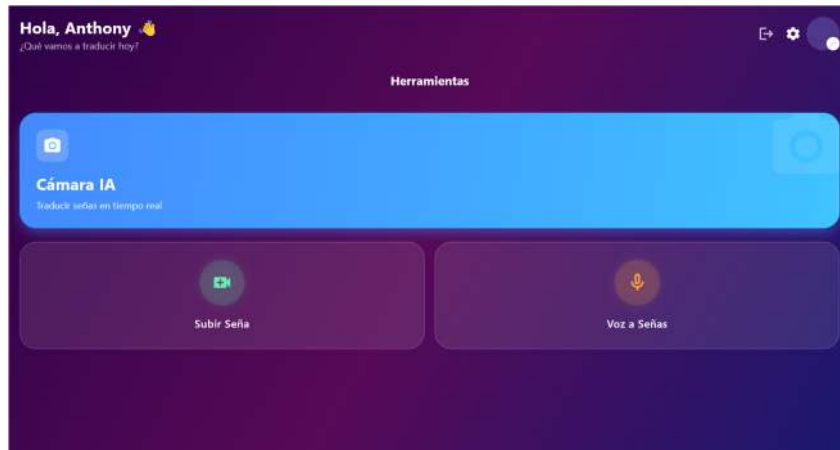 Hola, Anthony 👋
¿Qué vamos a traducir hoy?
Herramientas
Cámara IA
Traducir señas en tiempo real
Subir Seña
Voz a Señas